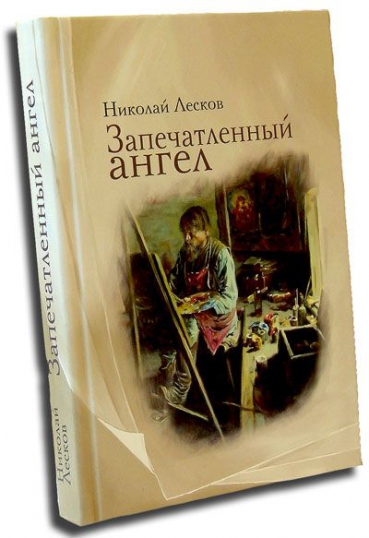 Николай Лесков
Запечатленный
ангел
Николай
Лесков
Запечатленный ангел